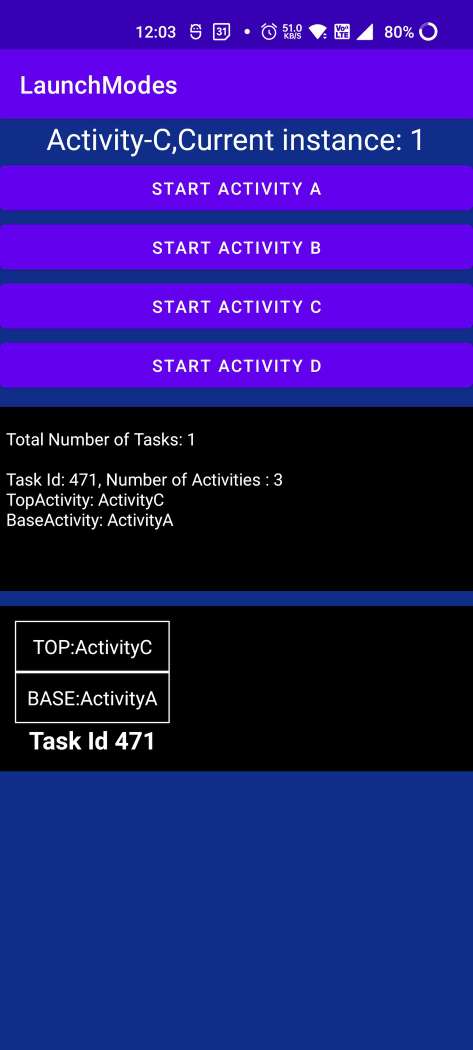 12:03 31 51.0 KB/S Vo LTE 80%
LaunchModes
Activity-C,Current instance: 1
START ACTIVITY A
START ACTIVITY B
START ACTIVITY C
START ACTIVITY D
Total Number of Tasks: 1
Task Id: 471, Number of Activities : 3
TopActivity: ActivityC
BaseActivity: ActivityA
TOP:ActivityC
BASE:ActivityA
Task Id 471